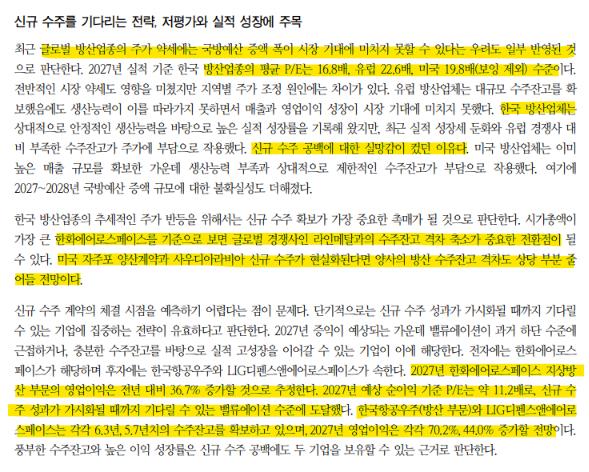 신규 수주를 기다리는 전략, 저평가와 실적 성장에 주목
최근 글로벌 방산업종의 주가 약세에는 국방예산 증액 폭이 시장 기대에 미치지 못할 수 있다는 우려도 일부 반영된 것
으로 판단한다. 2027년 실적 기준 한국 방산업종의 평균 P/E는 16.8배, 유럽 22.6배, 미국 19.8배(보잉 제외) 수준이다.
전반적인 시장 약세도 영향을 미쳤지만 지역별 주가 조정 원인에는 차이가 있다. 유럽 방산업체는 대규모 수주잔고를 확
보했음에도 생산능력이 이를 따라가지 못하면서 매출과 영업이익 성장이 시장 기대에 미치지 못했다. 한국 방산업체는
상대적으로 안정적인 생산능력을 바탕으로 높은 실적 성장률을 기록해 왔지만, 최근 실적 성장세 둔화와 유럽 경쟁사 대
비 부족한 수주잔고가 주가에 부담으로 작용했다. 신규 수주 공백에 대한 실망감이 컸던 이유다. 미국 방산업체는 이미
높은 매출 규모를 확보한 가운데 생산능력 부족과 상대적으로 제한적인 수주잔고가 부담으로 작용했다. 여기에
2027~2028년 국방예산 증액 규모에 대한 불확실성도 더해졌다.
한국 방산업종의 추세적인 주가 반등을 위해서는 신규 수주 확보가 가장 중요한 촉매가 될 것으로 판단한다. 시가총액이
가장 큰 한화에어로스페이스를 기준으로 보면 글로벌 경쟁사인 라인메탈과의 수주잔고 격차 축소가 중요한 전환점이 될
수 있다. 미국 자주포 양산계약과 사우디아라비아 신규 수주가 현실화된다면 양사의 방산 수주잔고 격차도 상당 부분 줄
어들 전망이다.
신규 수주 계약의 체결 시점을 예측하기 어렵다는 점이 문제다. 단기적으로는 신규 수주 성과가 가시화될 때까지 기다릴
수 있는 기업에 집중하는 전략이 유효하다고 판단한다. 2027년 증익이 예상되는 가운데 밸류에이션이 과거 하단 수준에
근접하거나, 충분한 수주잔고를 바탕으로 실적 고성장을 이어갈 수 있는 기업이 이에 해당한다. 전자에는 한화에어로스
페이스가 해당하며 후자에는 한국항공우주와 LIG디펜스앤에어로스페이스가 속한다. 2027년 한화에어로스페이스 지상방
산 부문의 영업이익은 전년 대비 36.7% 증가할 것으로 추정한다. 2027년 예상 순이익 기준 P/E는 약 11.2배로, 신규 수
주 성과가 가시화될 때까지 기다릴 수 있는 밸류에이션 수준에 도달했다. 한국항공우주(방산 부문)와 LIG디펜스앤에어로
스페이스는 각각 6.3년, 5.7년치의 수주잔고를 확보하고 있으며, 2027년 영업이익은 각각 70.2%, 44.0% 증가할 전망이다.
풍부한 수주잔고와 높은 이익 성장률은 신규 수주 공백에도 두 기업을 보유할 수 있는 근거로 판단한다.